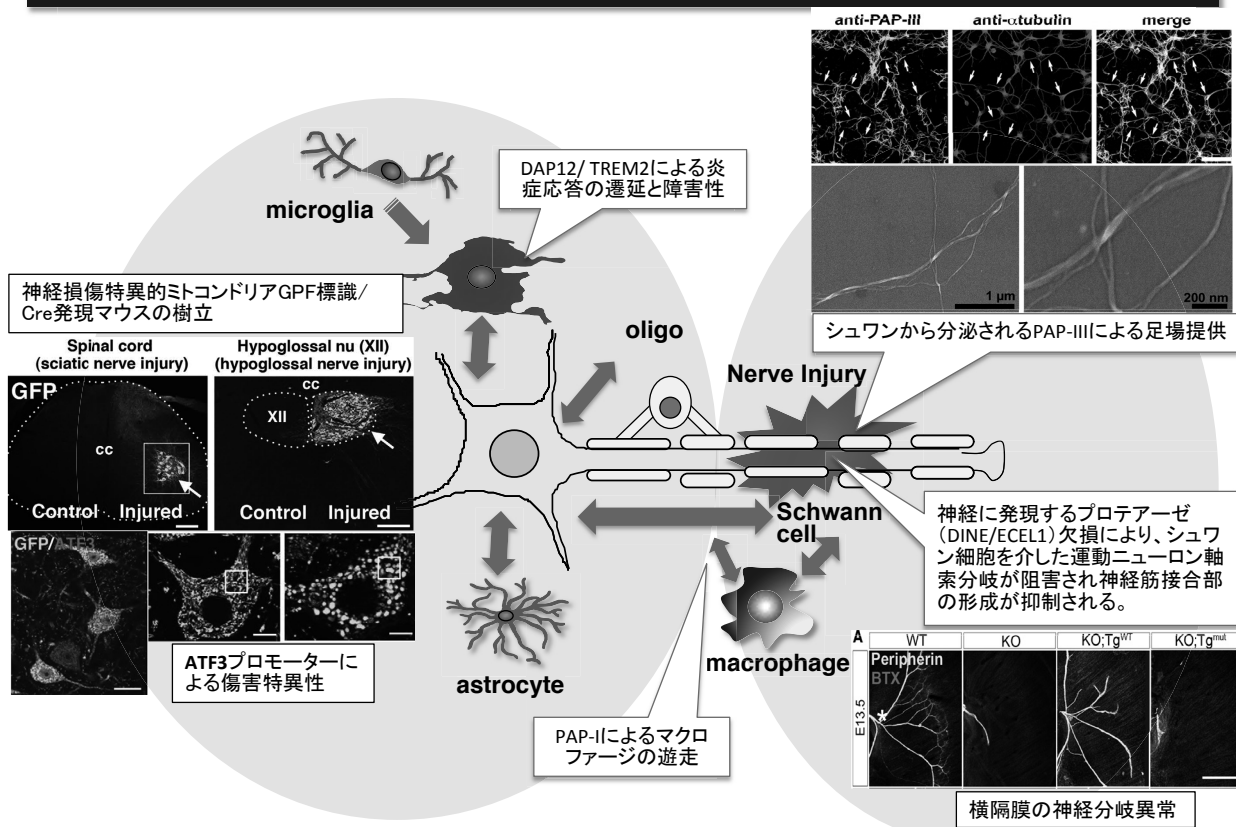 anti-PAP-III
anti-αtubulin
merge
DAP12/ TREM2による炎
症応答の遷延と障害性
microglia
1 µm
200 nm
神経損傷特異的ミトコンドリアGPF標識/
Cre発現マウスの樹立
シュワンから分泌されるPAP-IIIによる足場提供
oligo
Spinal cord
(sciatic nerve injury)
Hypoglossal nu (XII)
(hypoglossal nerve injury)
Nerve Injury
GFP
cc
Control
Injured
cc
XII
Control
Injured
Schwann
cell
神経に発現するプロテアーゼ
(DINE/ECEL1)欠損により、シュワ
ン細胞を介した運動ニューロン軸
索分岐が阻害され神経筋接合部
の形成が抑制される。
GFP/ATF3
ATF3プロモーターに
よる傷害特異性
astrocyte
macrophage
PAP-Iによるマクロ
ファージの遊走
A
WT
KO
KO;TgWT
KO;Tgmut
Peripherin
BTX
*
E13.5
横隔膜の神経分岐異常